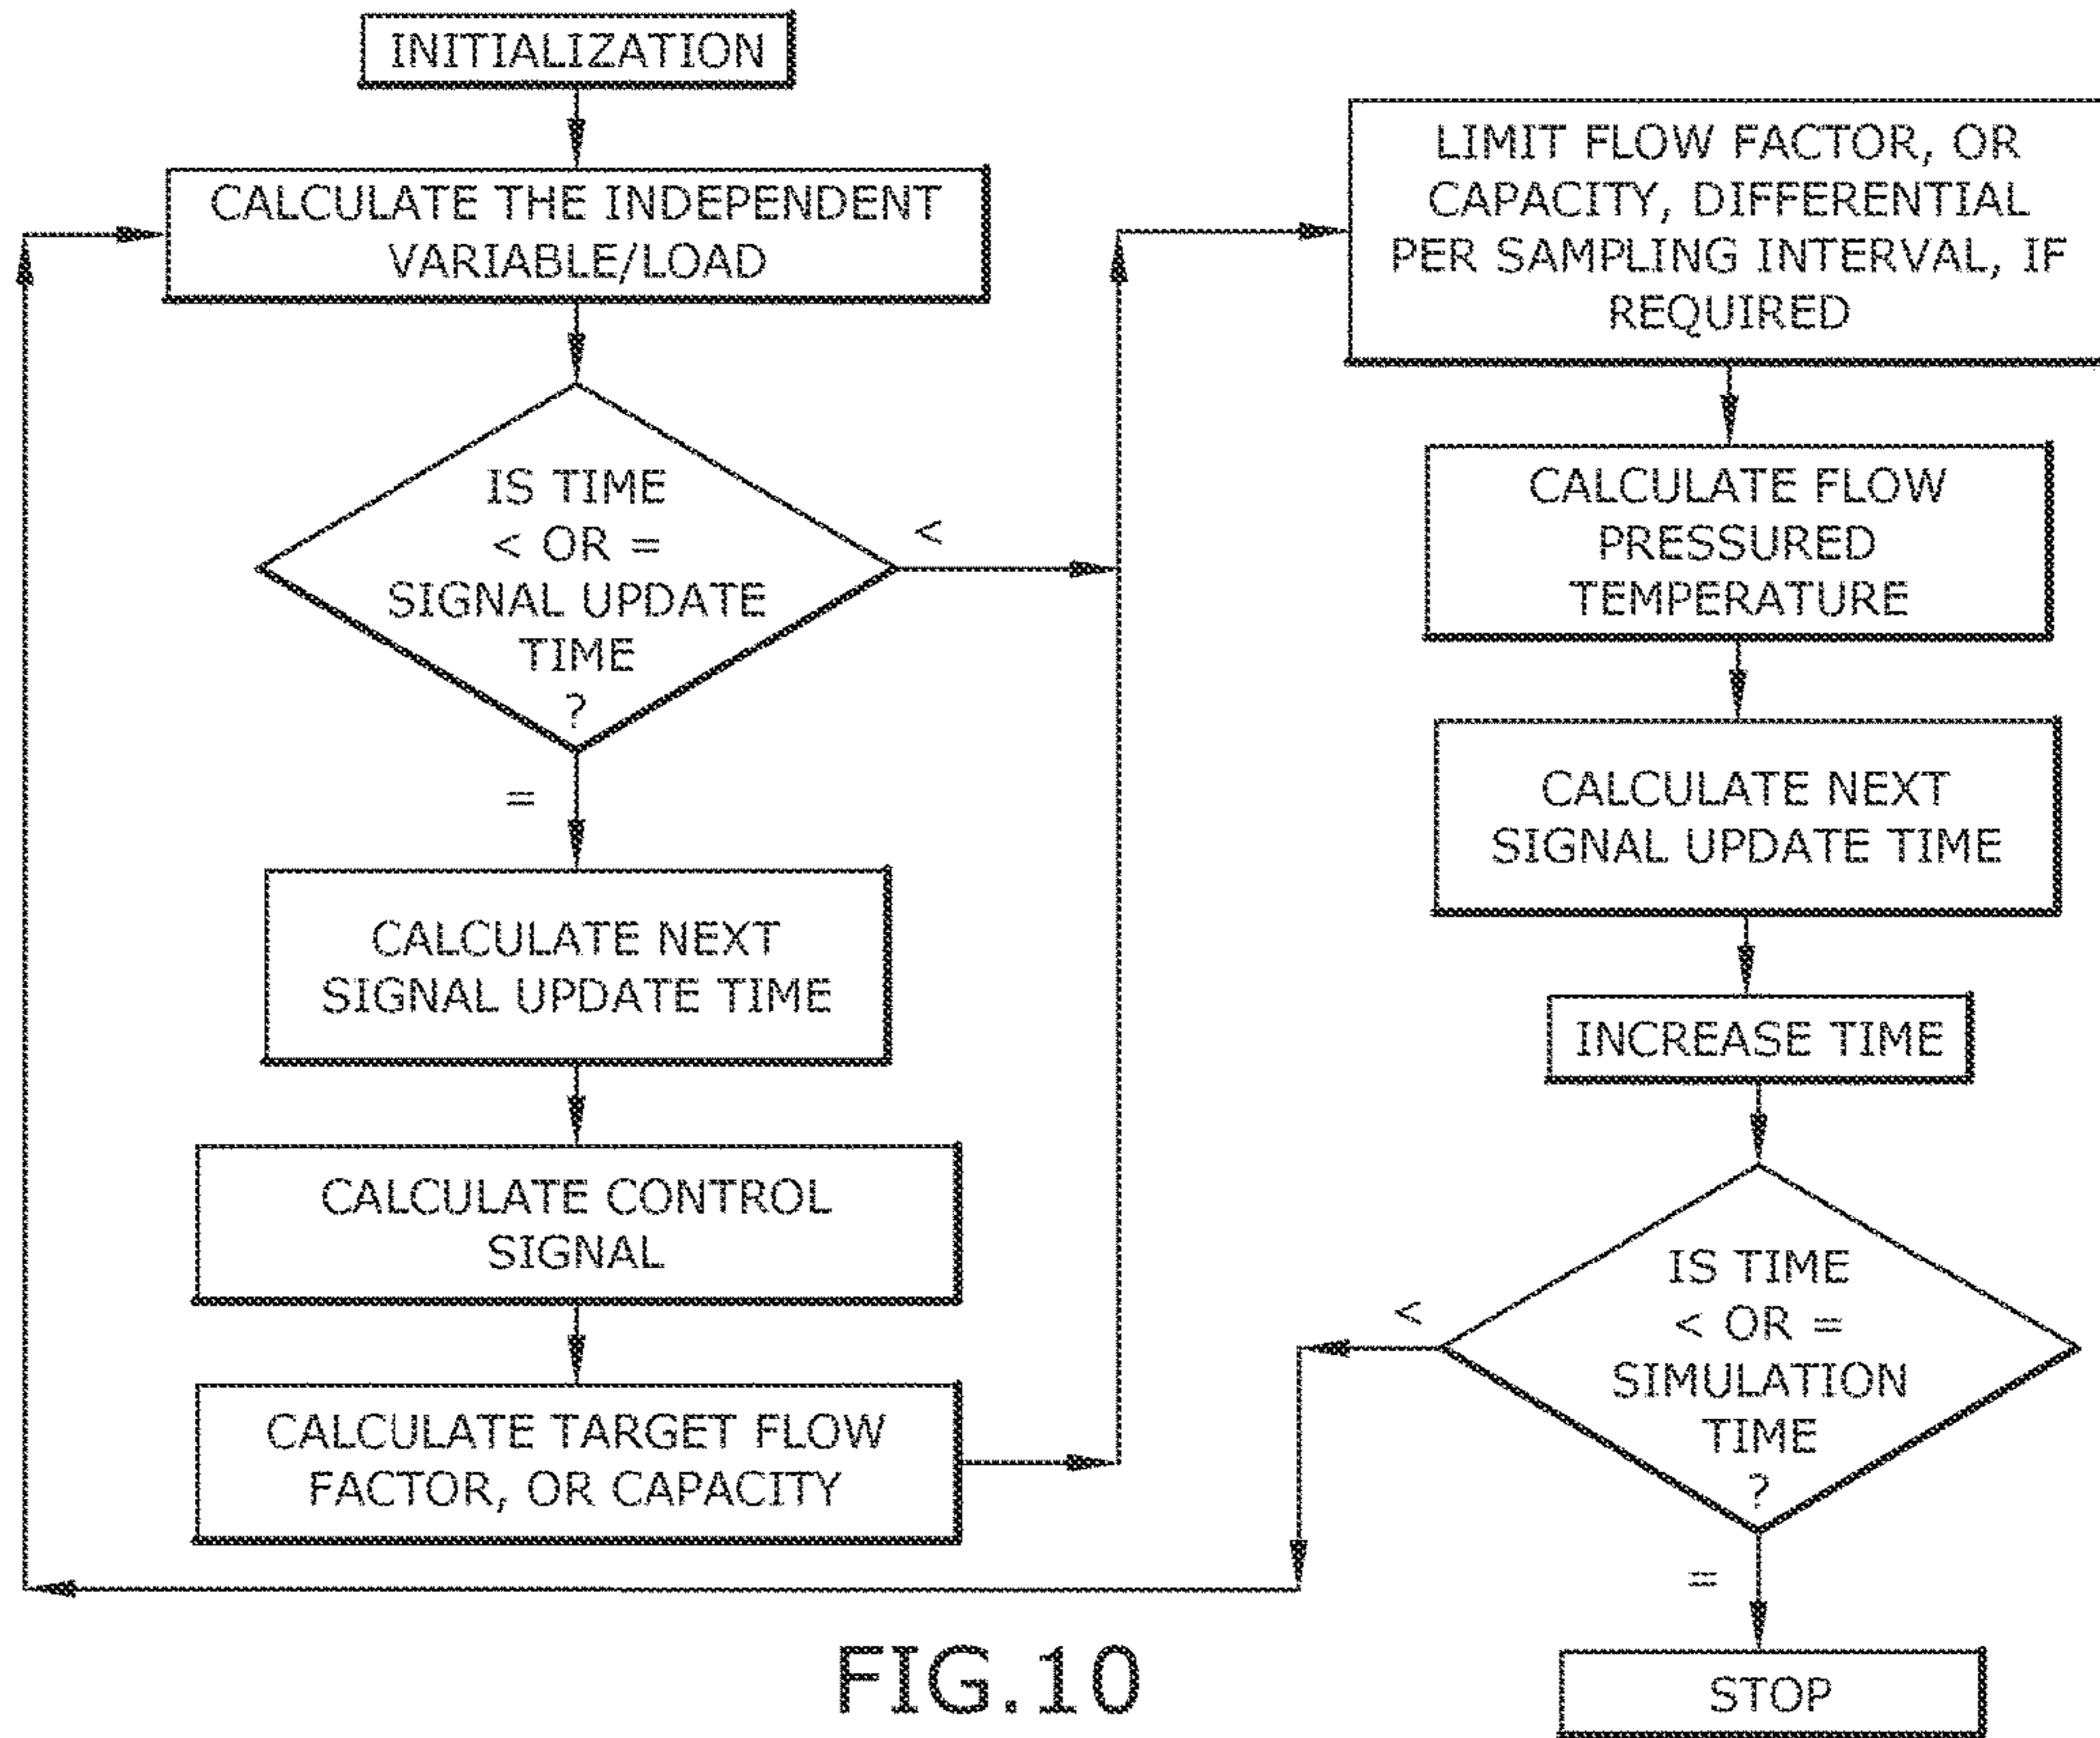 INITIALIZATION
CALCULATE THE INDEPENDENT
VARIABLE/LOAD
IS TIME
< OR =
SIGNAL UPDATE
TIME
?
<
=
CALCULATE NEXT
SIGNAL UPDATE TIME
CALCULATE CONTROL
SIGNAL
CALCULATE TARGET FLOW
FACTOR, OR CAPACITY
LIMIT FLOW FACTOR, OR
CAPACITY, DIFFERENTIAL
PER SAMPLING INTERVAL, IF
REQUIRED
CALCULATE FLOW
PRESSURED
TEMPERATURE
CALCULATE NEXT
SIGNAL UPDATE TIME
INCREASE TIME
IS TIME
< OR =
SIMULATION
TIME
?
<
=
STOP
FIG.10